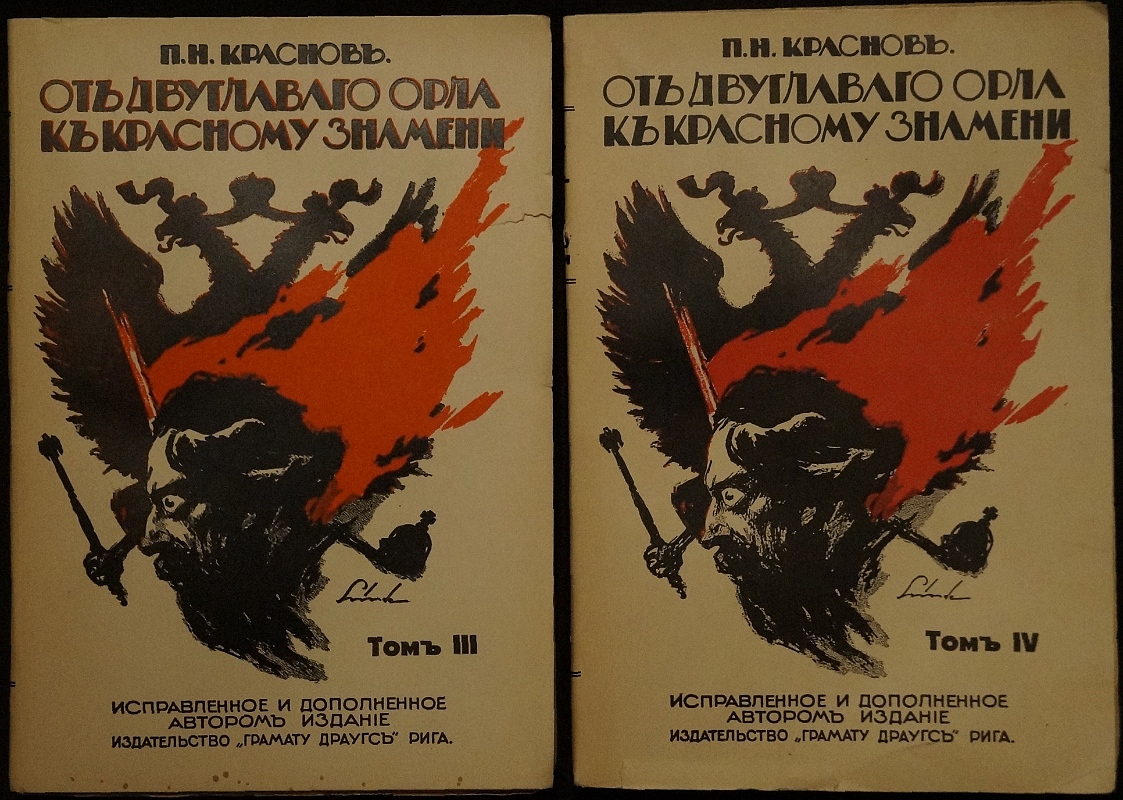 П.Н. КРАСНОВЪ.
ОТЪ ДВУГЛАВАГО ОРЛА
КЪ КРАСНОМУ ЗНАМЕНИ
Томъ III
ИСПРАВЛЕННОЕ И ДОПОЛНЕННОЕ
АВТОРОМЪ ИЗДАНІЕ
ИЗДАТЕЛЬСТВО „ГРАМАТУ ДРАУГСЪ" РИГА.
П.Н. КРАСНОВЪ.
ОТЪ ДВУГЛАВАГО ОРЛА
КЪ КРАСНОМУ ЗНАМЕНИ
Томъ IV
ИСПРАВЛЕННОЕ И ДОПОЛНЕННОЕ
АВТОРОМЪ ИЗДАНІЕ
ИЗДАТЕЛЬСТВО „ГРАМАТУ ДРАУГСЪ" РИГА.